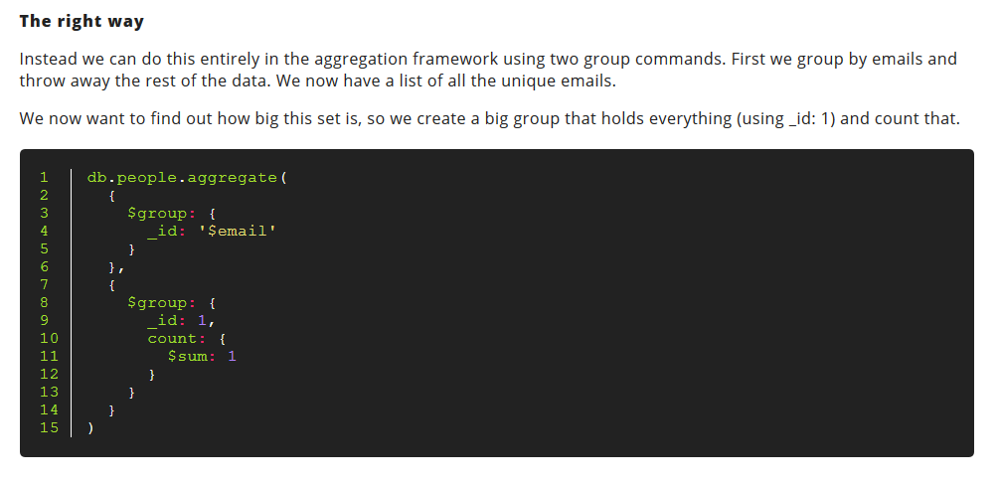 The right way
Instead we can do this entirely in the aggregation framework using two group commands. First we group by emails and
throw away the rest of the data. We now have a list of all the unique emails.
We now want to find out how big this set is, so we create a big group that holds everything (using _id: 1) and count that.
1 db.people.aggregate(
2 {
3 $group: {
4 _id: '$email'
5 }
6 },
7 {
8 $group: {
9 _id: 1,
10 count: {
11 $sum: 1
12 }
13 }
14 }
15 )